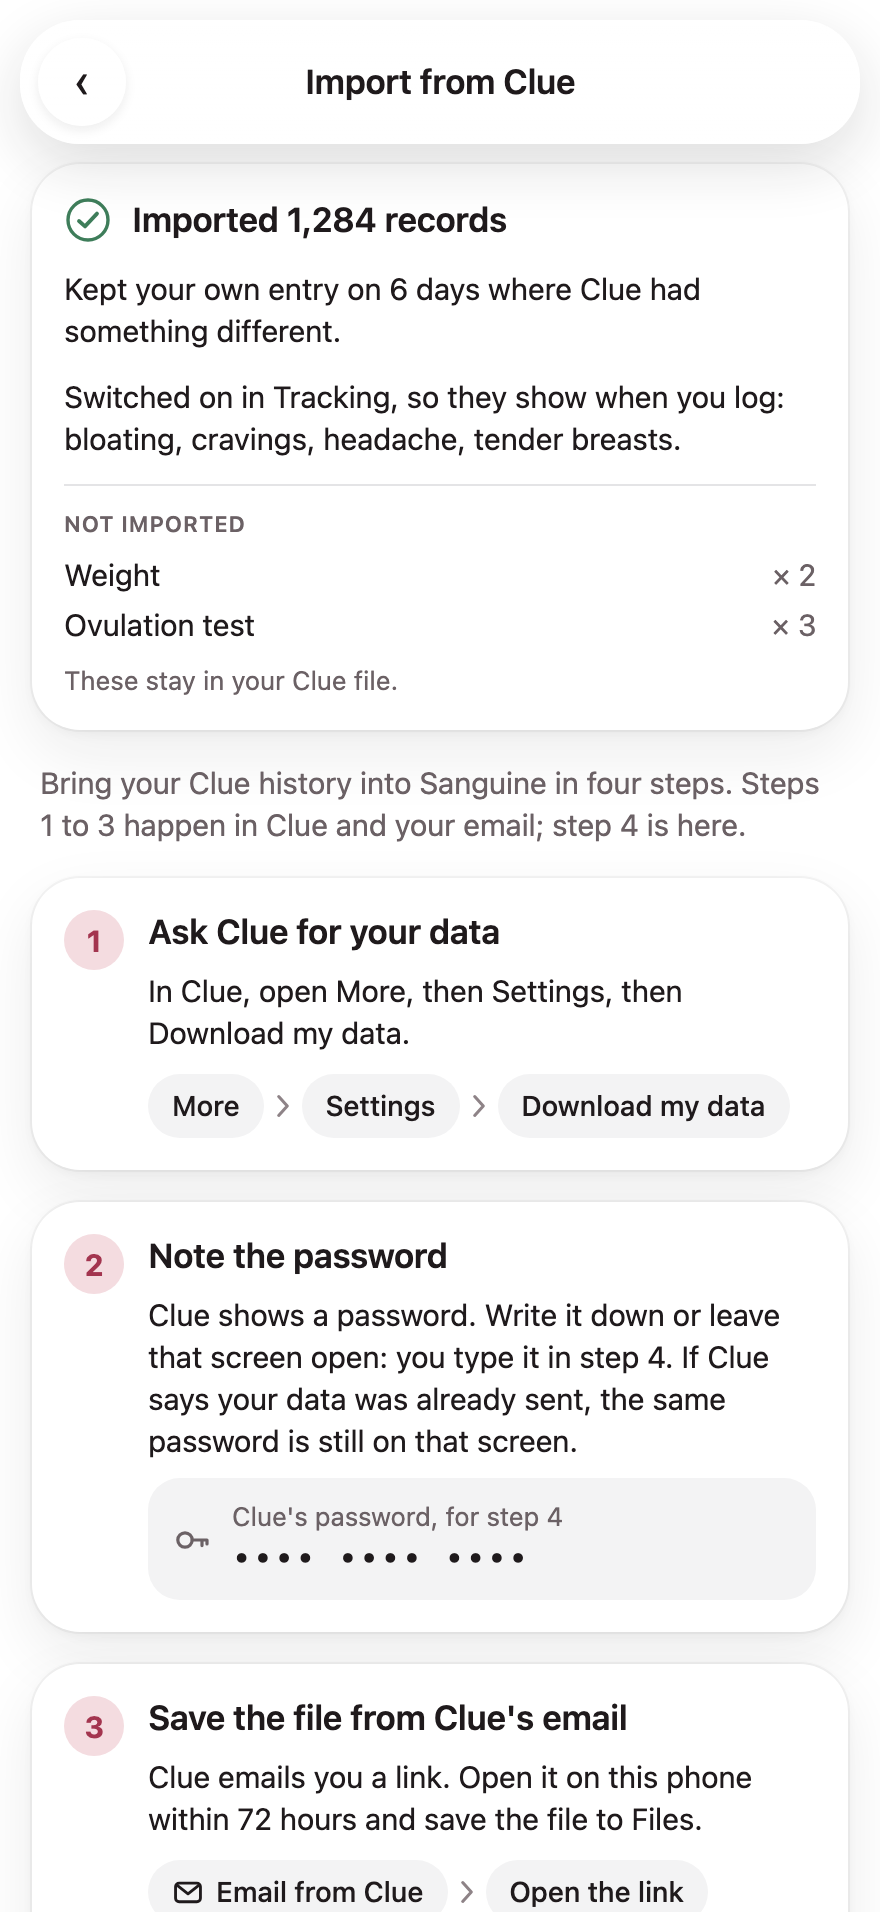 Import from Clue
Imported 1,284 records
Kept your own entry on 6 days where Clue had
something different.
Switched on in Tracking, so they show when you log:
bloating, cravings, headache, tender breasts.
NOT IMPORTED
Weight × 2
Ovulation test × 3
These stay in your Clue file.
Bring your Clue history into Sanguine in four steps. Steps
1 to 3 happen in Clue and your email; step 4 is here.
1 Ask Clue for your data
In Clue, open More, then Settings, then
Download my data.
More > Settings > Download my data
2 Note the password
Clue shows a password. Write it down or leave
that screen open: you type it in step 4. If Clue
says your data was already sent, the same
password is still on that screen.
Clue's password, for step 4
•••• •••• ••••
3 Save the file from Clue's email
Clue emails you a link. Open it on this phone
within 72 hours and save the file to Files.
Email from Clue > Open the link